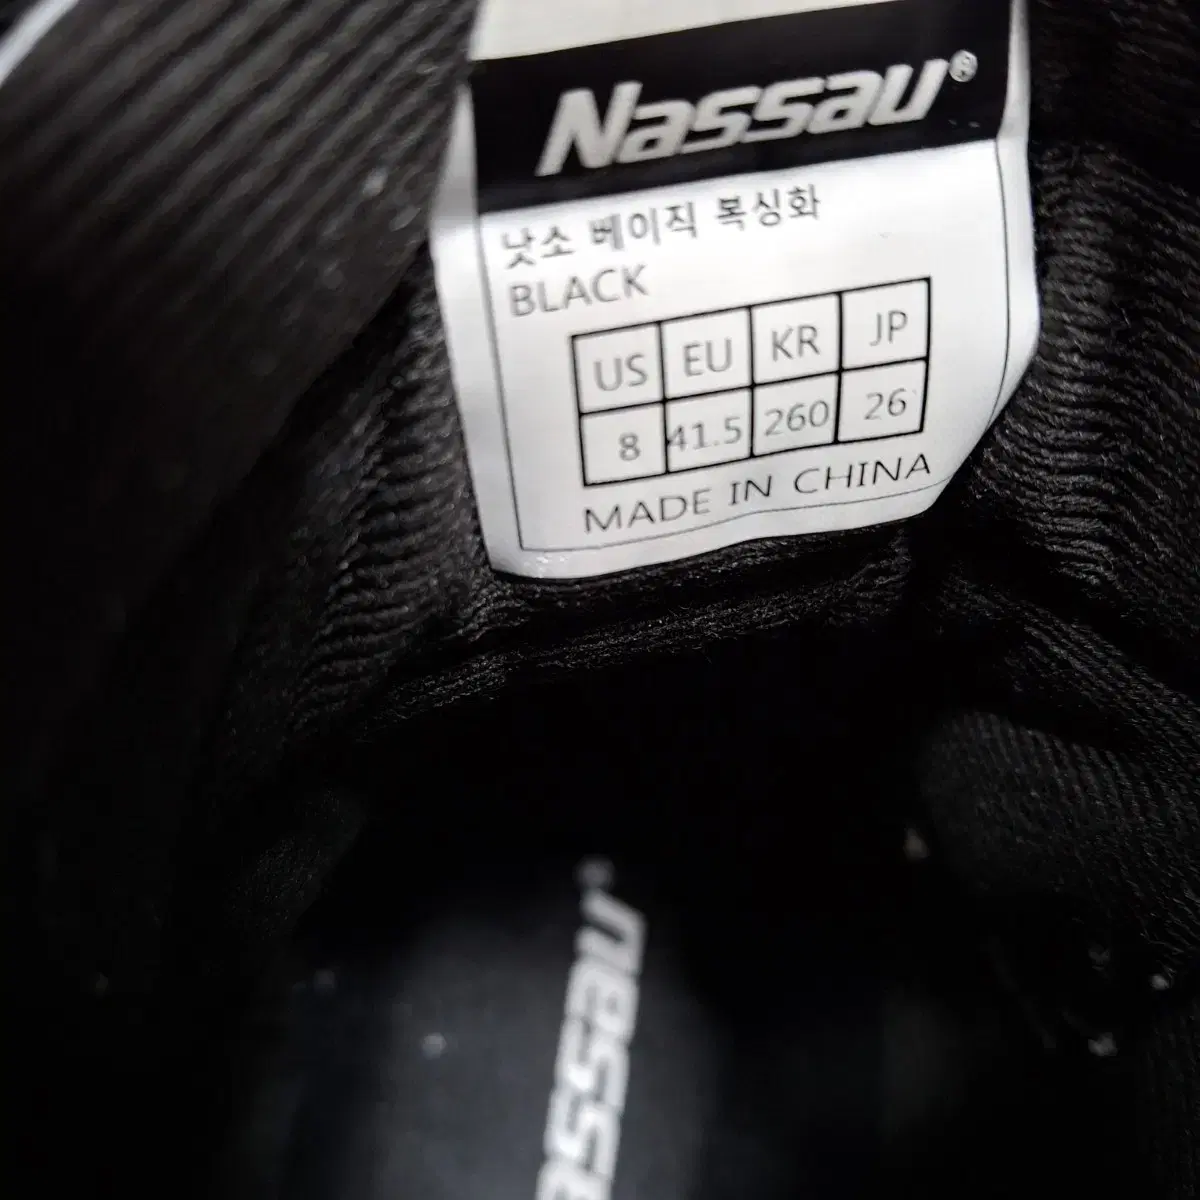 Nassau®
낫소 베이직 복싱화
BLACK
US EU KR JP
8 41.5 260 26
MADE IN CHINA
assau